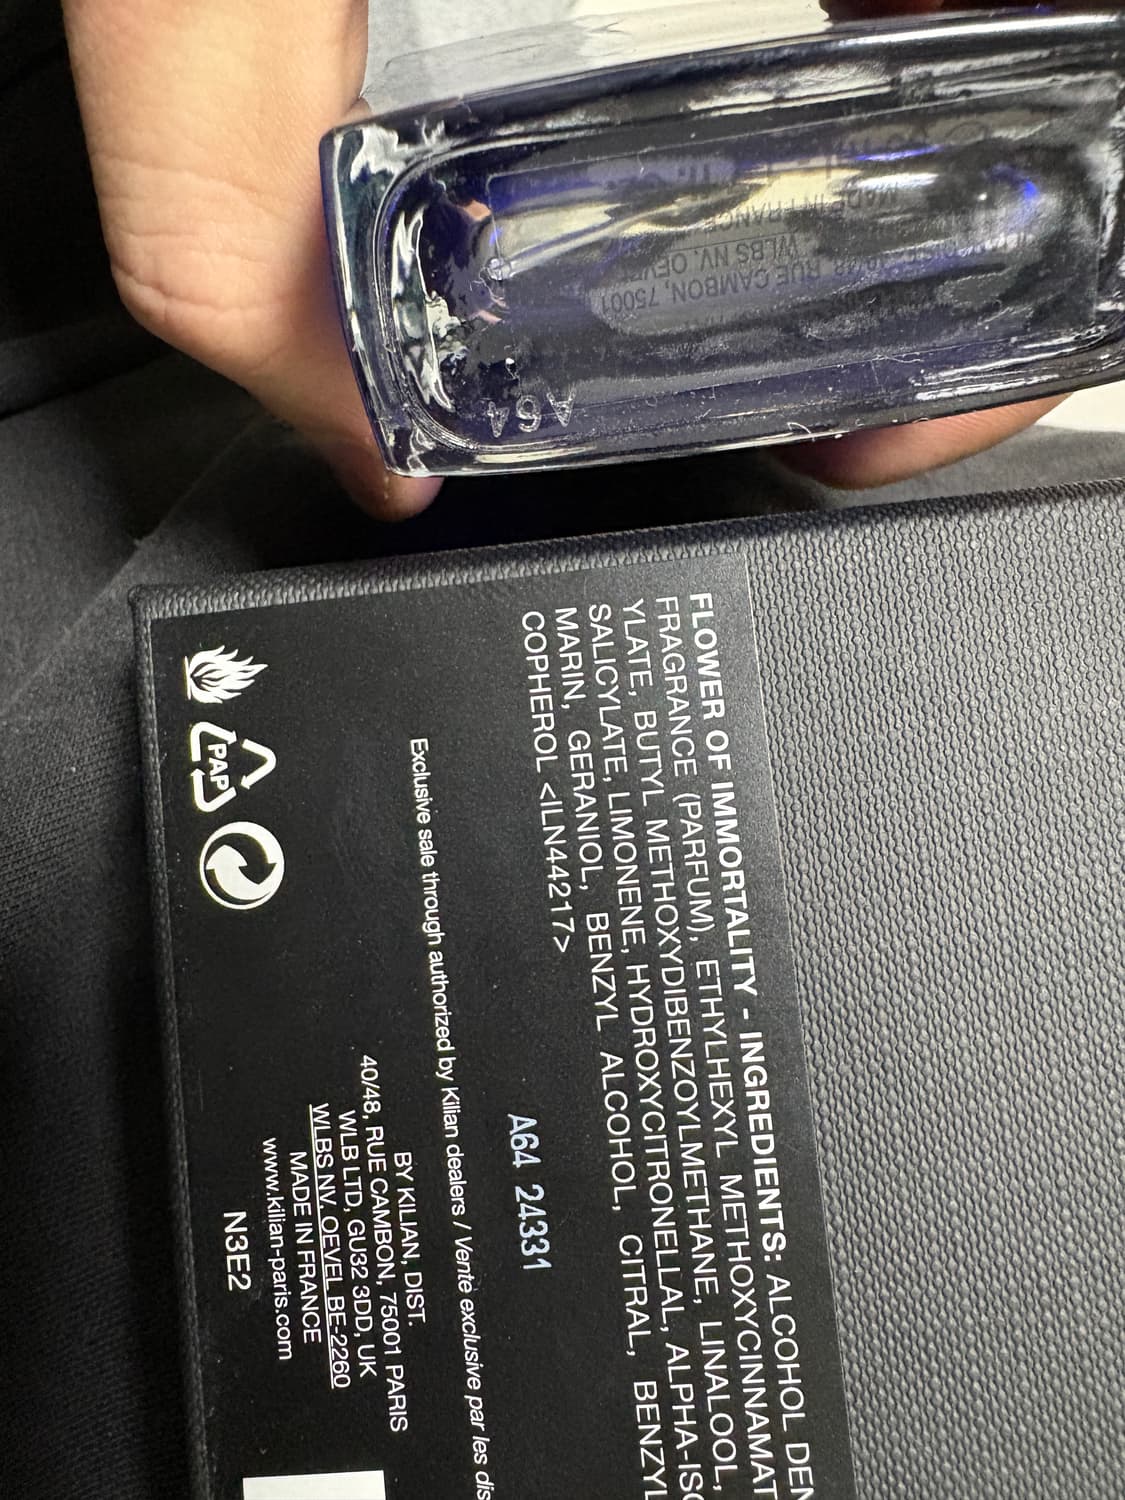 MADE IN FRANCE
WLBS NV, OEVEL
RUE CAMBON, 75001
A64
FLOWER OF IMMORTALITY - INGREDIENTS: ALCOHOL DEN
FRAGRANCE (PARFUM), ETHYLHEXYL METHOXYCINNAMAT
YLATE, BUTYL METHOXYDIBENZOYLMETHANE, LINALOOL,
SALICYLATE, LIMONENE, HYDROXYCITRONELLAL, ALPHA-ISO
MARIN, GERANIOL, BENZYL ALCOHOL, CITRAL, BENZYL
COPHEROL <ILN44217>
A64 24331
Exclusive sale through authorized by Kilian dealers / Vente exclusive par les dis
BY KILIAN, DIST.
40/48, RUE CAMBON, 75001 PARIS
WLB LTD, GU32 3DD, UK
WLBS NV, OEVEL BE-2260
MADE IN FRANCE
www.kilian-paris.com
N3E2
PAP